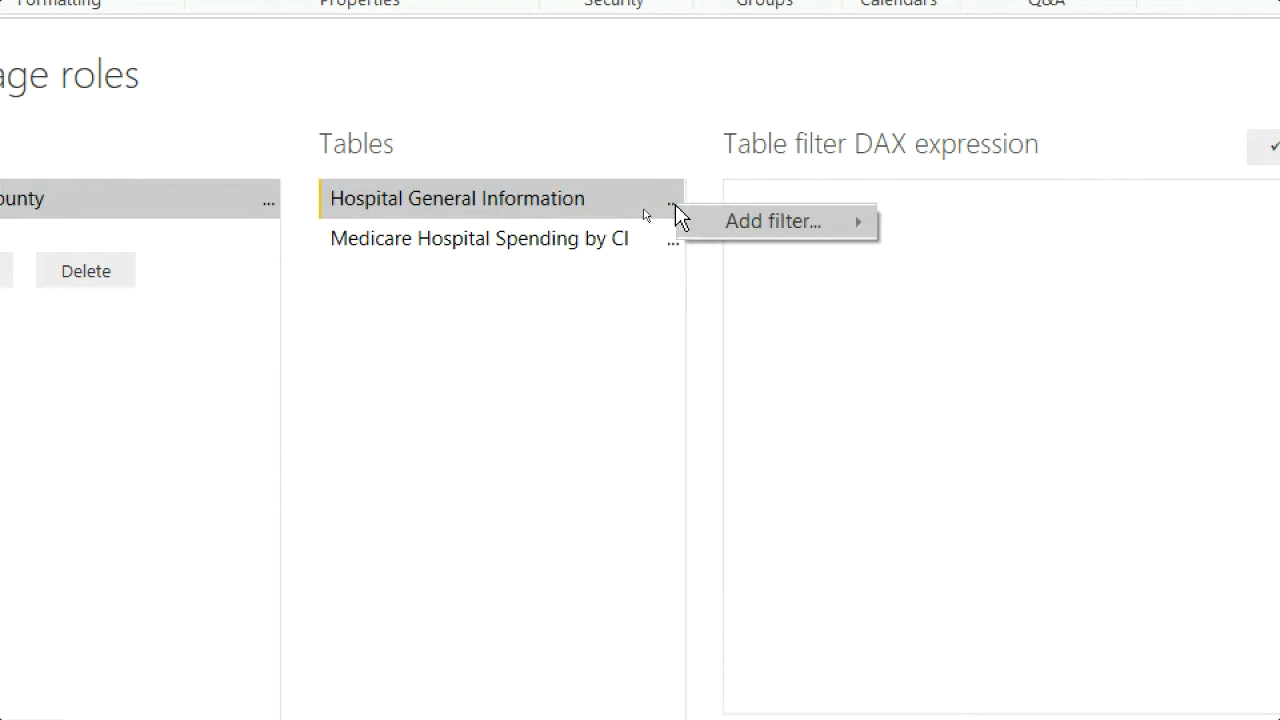 Formatting Properties Security Groups Calendars Q&A
age roles
Tables Table filter DAX expression
ounty ... Hospital General Information ...
Add filter...
Medicare Hospital Spending by Cl ...
Delete